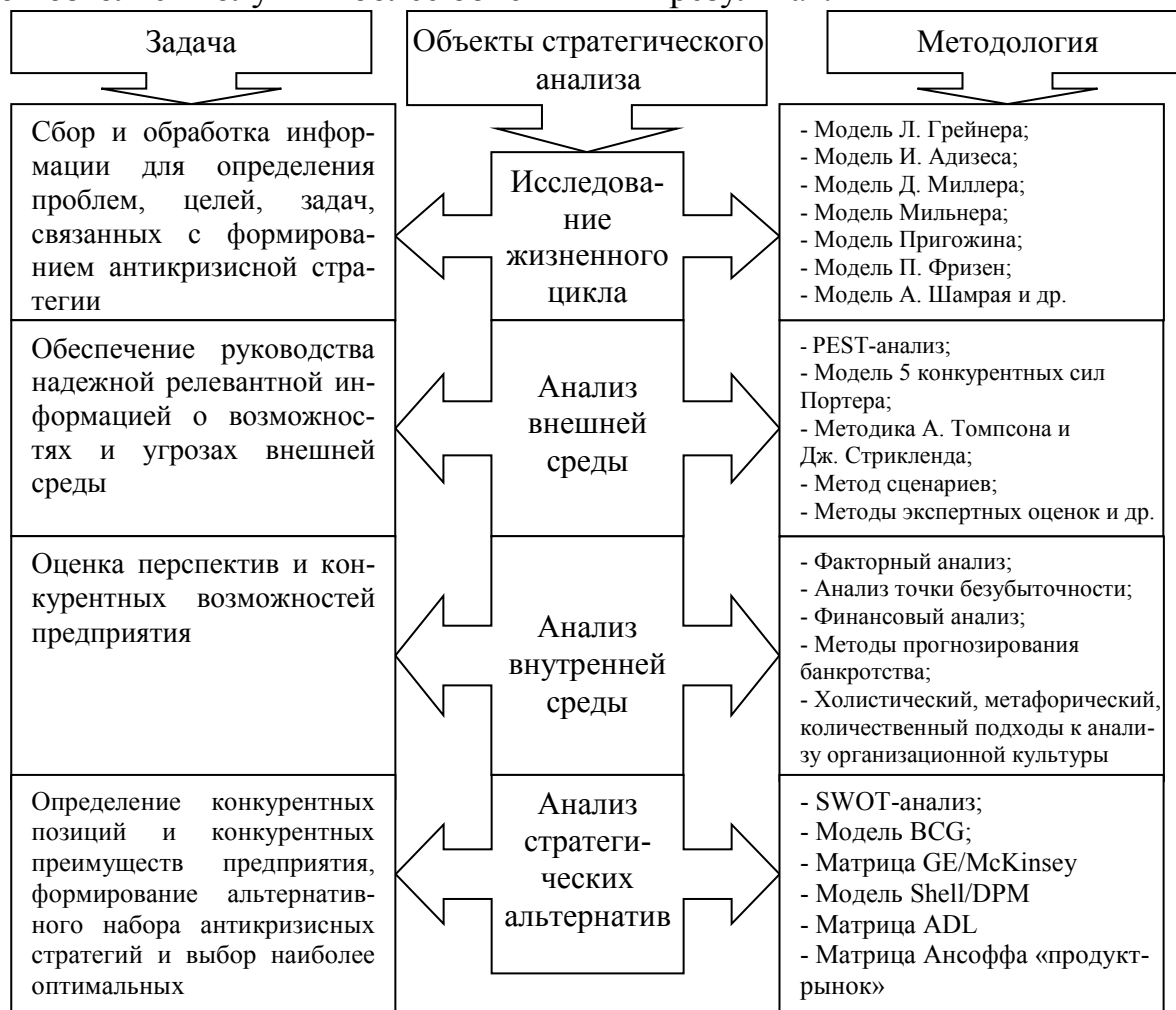 Задача
Объекты стратегического
анализа
Методология
Сбор и обработка инфор-
мации для определения
проблем, целей, задач,
связанных с формирова-
нием антикризисной стра-
тегии
Исследова-
ние
жизненного
цикла
- Модель Л. Грейнера;
- Модель И. Адизеса;
- Модель Д. Миллера;
- Модель Мильнера;
- Модель Пригожина;
- Модель П. Фризен;
- Модель А. Шамрая и др.
Обеспечение руководства
надежной релевантной ин-
формацией о возможнос-
тях и угрозах внешней
среды
Анализ
внешней
среды
- PEST-анализ;
- Модель 5 конкурентных сил
Портера;
- Методика А. Томпсона и
Дж. Стрикленда;
- Метод сценариев;
- Методы экспертных оценок и др.
Оценка перспектив и кон-
курентных возможностей
предприятия
Анализ
внутренней
среды
- Факторный анализ;
- Анализ точки безубыточности;
- Финансовый анализ;
- Методы прогнозирования
банкротства;
- Холистический, метафорический,
количественный подходы к анали-
зу организационной культуры
Определение конкурентных
позиций и конкурентных
преимуществ предприятия,
формирование альтернатив-
ного набора антикризисных
стратегий и выбор наиболее
оптимальных
Анализ
стратеги-
ческих
альтернатив
- SWOT-анализ;
- Модель BCG;
- Матрица GE/McKinsey
- Модель Shell/DPM
- Матрица ADL
- Матрица Ансоффа «продукт-
рынок»